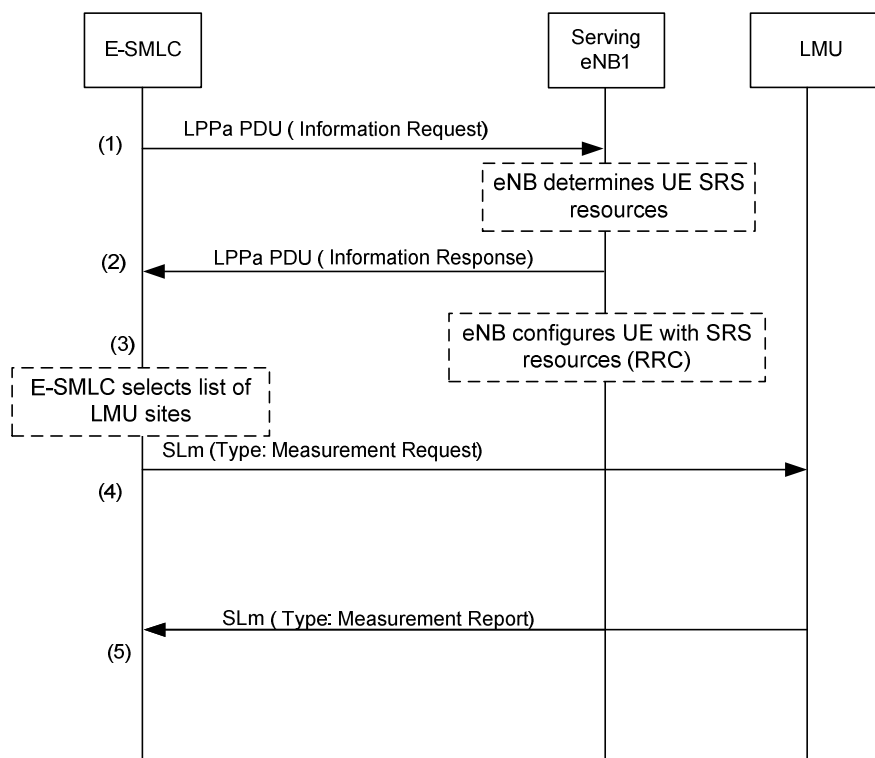 E-SMLC
Serving
eNB1
LMU
(1)
LPPa PDU ( Information Request)
eNB determines UE SRS
resources
(2)
LPPa PDU ( Information Response)
eNB configures UE with SRS
resources (RRC)
(3)
E-SMLC selects list of
LMU sites
SLm (Type: Measurement Request)
(4)
SLm ( Type: Measurement Report)
(5)